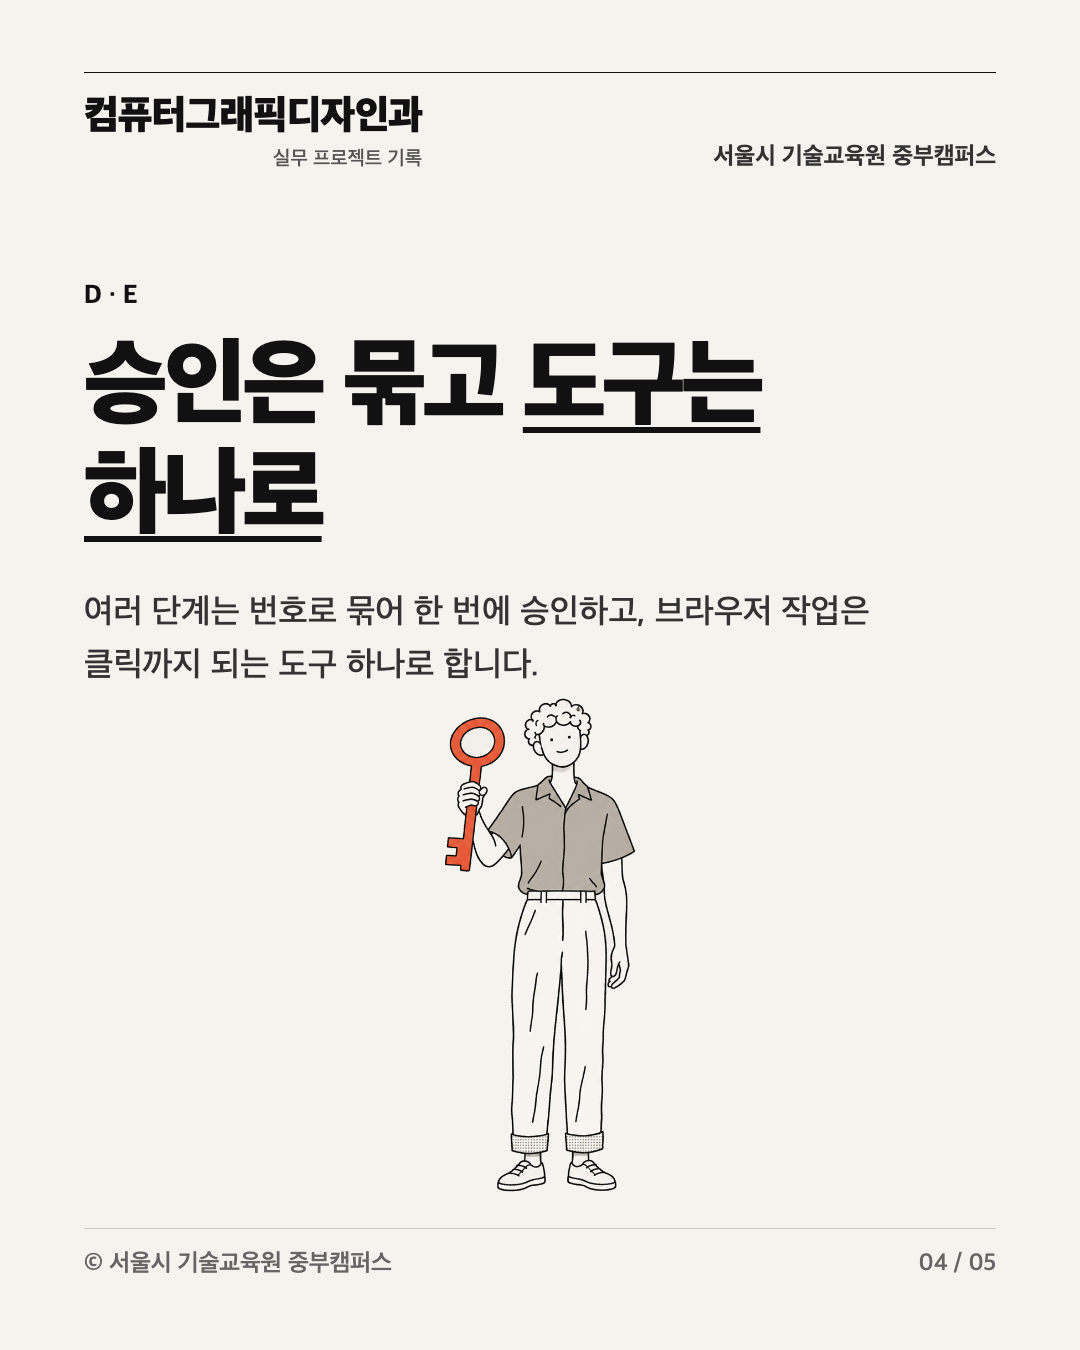 컴퓨터그래픽디자인과
실무 프로젝트 기록
서울시 기술교육원 중부캠퍼스
D · E
승인은 묶고 도구는
하나로
여러 단계는 번호로 묶어 한 번에 승인하고, 브라우저 작업은
클릭까지 되는 도구 하나로 합니다.
© 서울시 기술교육원 중부캠퍼스
04 / 05